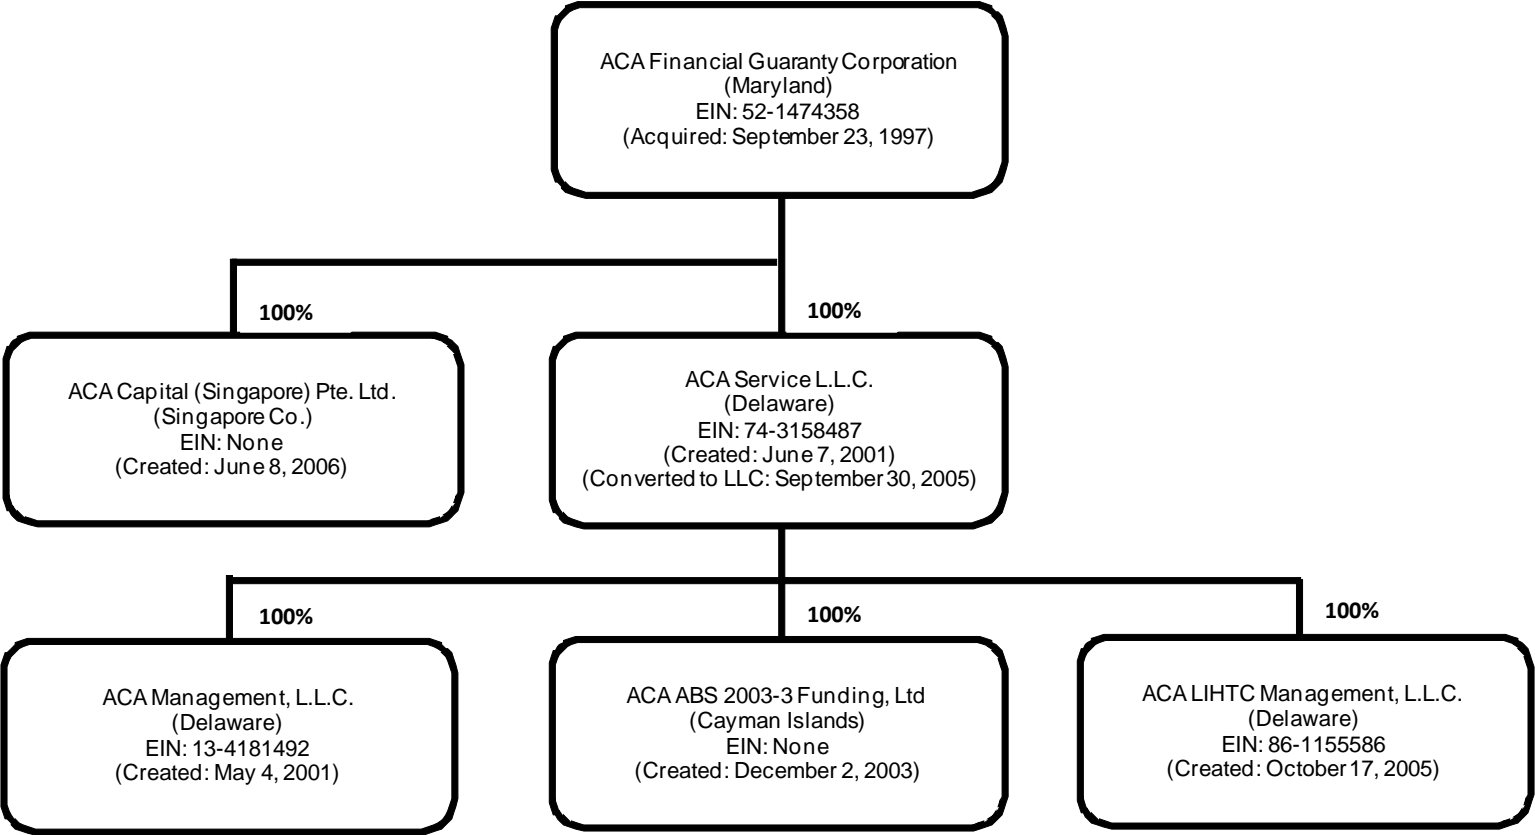 ACA Financial Guaranty Corporation
(Maryland)
EIN: 52-1474358
(Acquired: September 23, 1997)
100%
100%
ACA Capital (Singapore) Pte. Ltd.
(Singapore Co.)
EIN: None
(Created: June 8, 2006)
ACA Service L.L.C.
(Delaware)
EIN: 74-3158487
(Created: June 7, 2001)
(Converted to LLC: September 30, 2005)
100%
100%
100%
ACA Management, L.L.C.
(Delaware)
EIN: 13-4181492
(Created: May 4, 2001)
ACA ABS 2003-3 Funding, Ltd
(Cayman Islands)
EIN: None
(Created: December 2, 2003)
ACA LIHTC Management, L.L.C.
(Delaware)
EIN: 86-1155586
(Created: October 17, 2005)